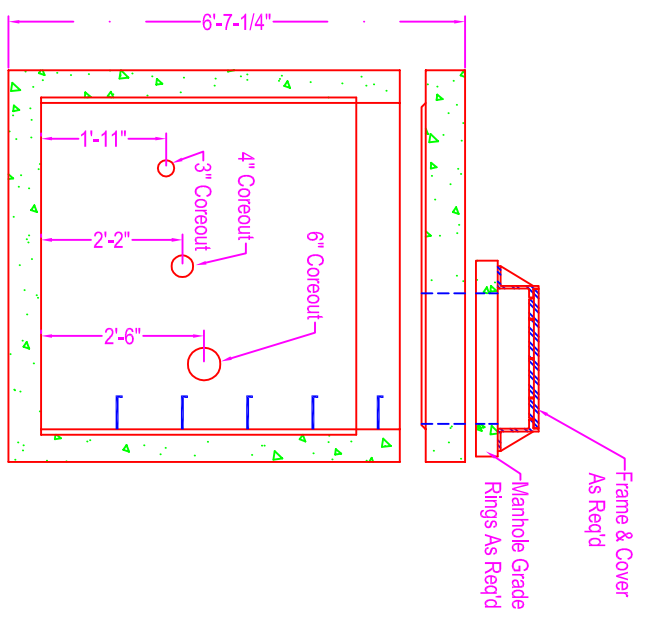 6'-7-1/4"
1'-11"
3" Coreout
4" Coreout
2'-2"
6" Coreout
2'-6"
Frame & Cover
As Req'd
Manhole Grade
Rings As Req'd